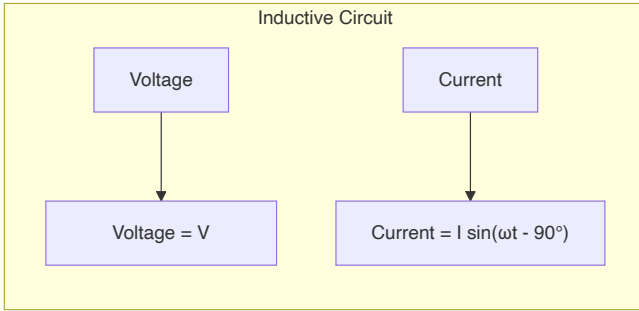 Inductive Circuit
Voltage
Current
Voltage = V
Current = I sin(ωt - 90°)